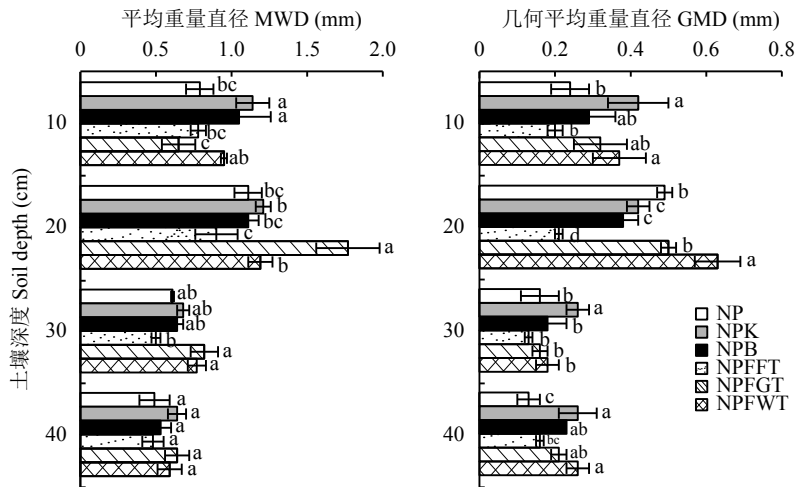 平均重量直径 MWD (mm)
0 0.5 1.0 1.5 2.0
土壤深度 Soil depth (cm)
10
bc
a
a
bc
c
ab
20
bc
b
bc
c
a
b
30
ab
ab
ab
b
a
a
40
a
a
a
a
a
a
几何平均重量直径 GMD (mm)
0 0.2 0.4 0.6 0.8
10
b
a
ab
b
ab
a
20
b
c
c
d
b
a
30
b
a
b
b
b
b
40
c
a
ab
bc
ab
a
NP
NPK
NPB
NPFFT
NPFGT
NPFWT